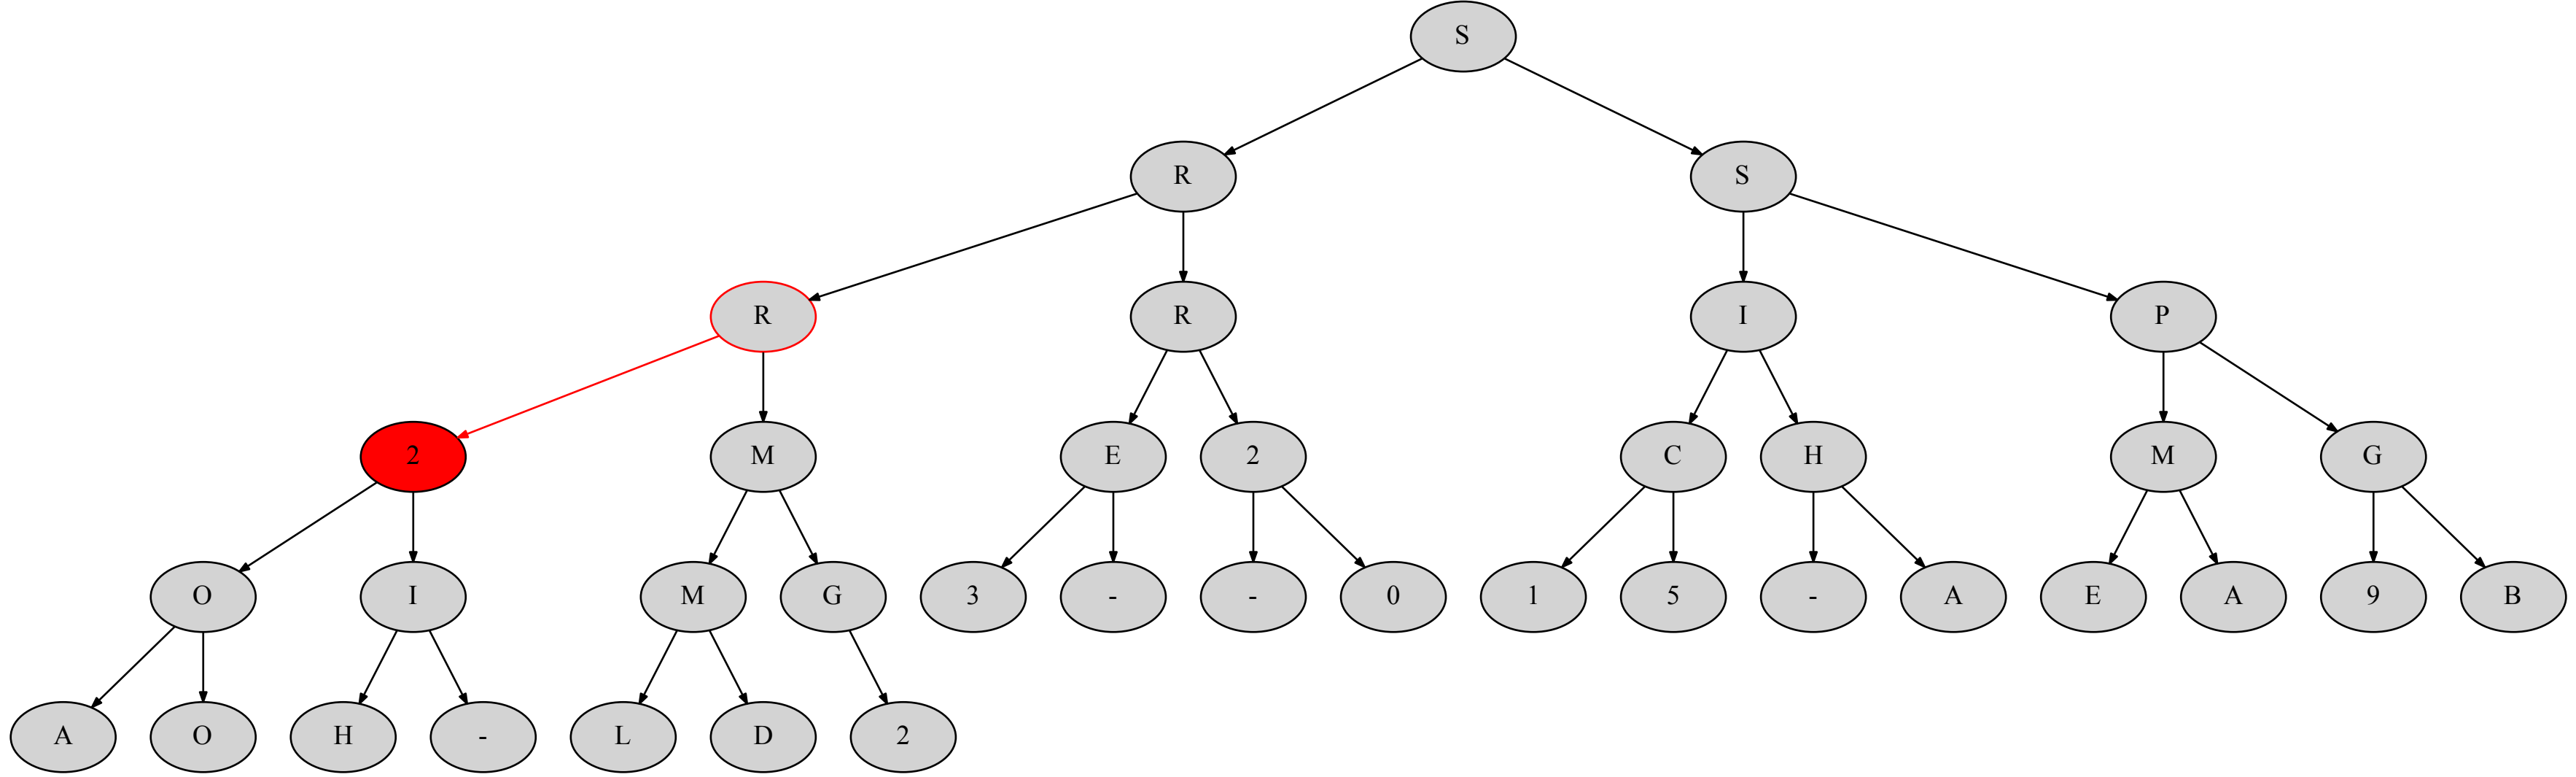 S
R S
R R I P
2 M E 2 C H M G
O I M G 3 - - 0 1 5 - A E A 9 B
A O H - L D 2